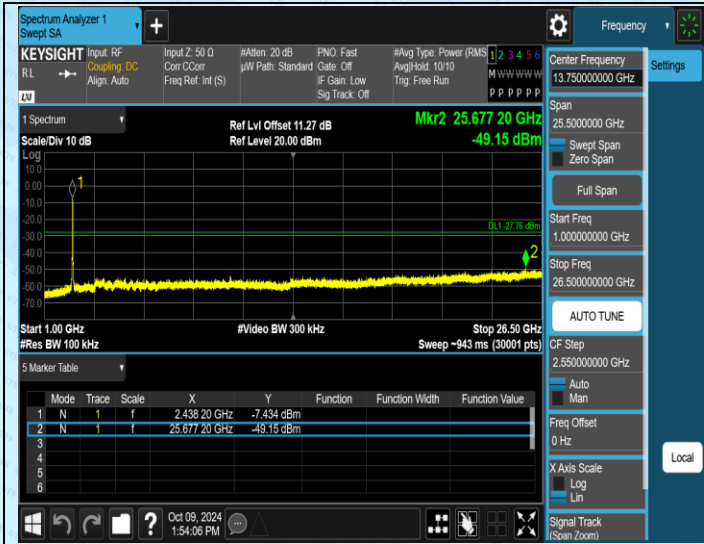 Spectrum Analyzer 1
Swept SA
+
Frequency
KEYSIGHT
RL
LXI
Input: RF
Coupling: DC
Align: Auto
Input Z: 50 Ω
Corr CCorr
Freq Ref: Int (S)
#Atten: 20 dB
µW Path: Standard
PNO: Fast
Gate: Off
IF Gain: Low
Sig Track: Off
#Avg Type: Power (RMS
Avg|Hold: 10/10
Trig: Free Run
1 2 3 4 5 6
M W W W W W
P P P P P P
1 Spectrum
Scale/Div 10 dB
Ref Lvl Offset 11.27 dB
Ref Level 20.00 dBm
Mkr2 25.677 20 GHz
-49.15 dBm
Log
10.0
0.00
-10.0
-20.0
-30.0
-40.0
-50.0
-60.0
-70.0
1
DL1 -27.76 dBm
2
Start 1.00 GHz
#Res BW 100 kHz
#Video BW 300 kHz
Stop 26.50 GHz
Sweep ~943 ms (30001 pts)
5 Marker Table
Mode Trace Scale X Y Function Function Width Function Value
1 N 1 f 2.438 20 GHz -7.434 dBm
2 N 1 f 25.677 20 GHz -49.15 dBm
3
4
5
6
Oct 09, 2024
1:54:06 PM
?
Center Frequency
13.750000000 GHz
Settings
Span
25.5000000 GHz
Swept Span
Zero Span
Full Span
Start Freq
1.000000000 GHz
Stop Freq
26.500000000 GHz
AUTO TUNE
CF Step
2.550000000 GHz
Auto
Man
Freq Offset
0 Hz
X Axis Scale
Log
Lin
Local
Signal Track
(Span Zoom)